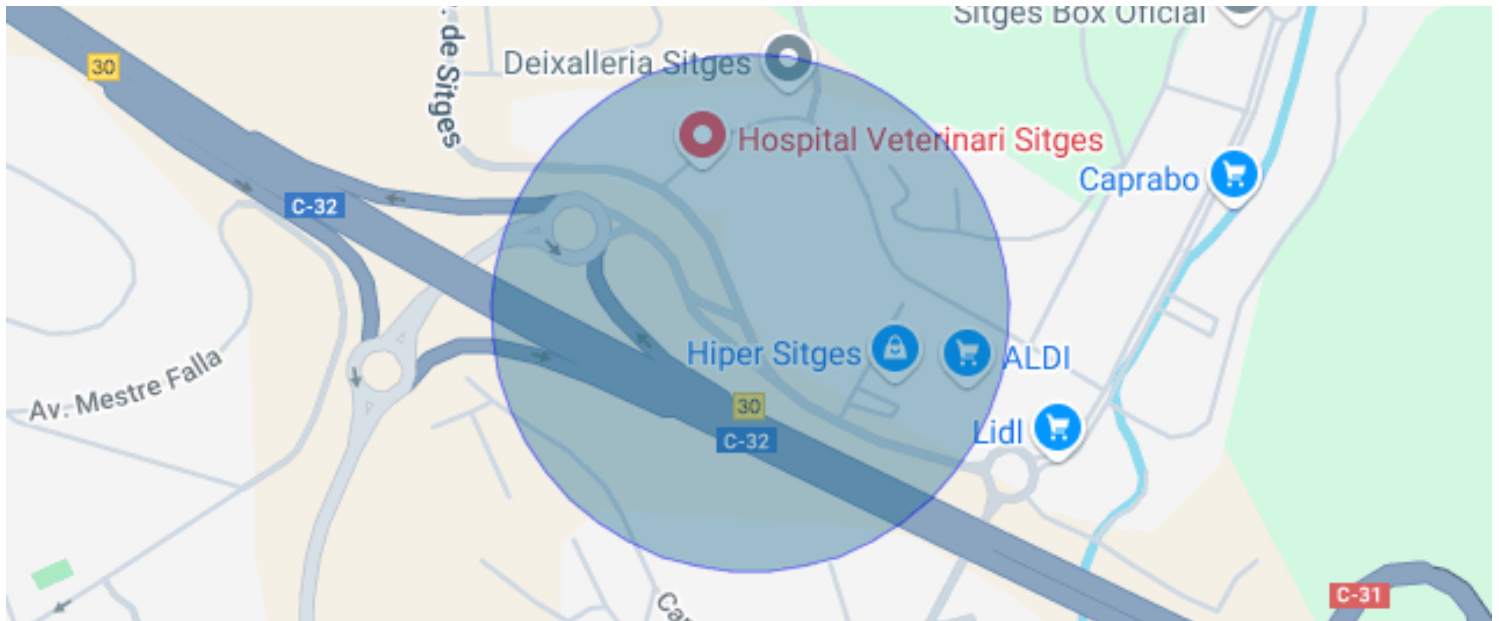 Sitges Box Oficial
. de Sitges
Deixalleria Sitges
30
Hospital Veterinari Sitges
Caprabo
C-32
Hiper Sitges
ALDI
Av. Mestre Falla
30
C-32
Lidl
C-31